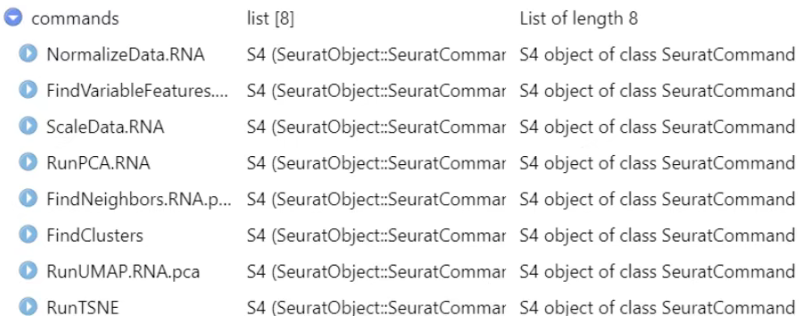 commands list [8] List of length 8
NormalizeData.RNA S4 (SeuratObject::SeuratCommar S4 object of class SeuratCommand
FindVariableFeatures.... S4 (SeuratObject::SeuratCommar S4 object of class SeuratCommand
ScaleData.RNA S4 (SeuratObject::SeuratCommar S4 object of class SeuratCommand
RunPCA.RNA S4 (SeuratObject::SeuratCommar S4 object of class SeuratCommand
FindNeighbors.RNA.p... S4 (SeuratObject::SeuratCommar S4 object of class SeuratCommand
FindClusters S4 (SeuratObject::SeuratCommar S4 object of class SeuratCommand
RunUMAP.RNA.pca S4 (SeuratObject::SeuratCommar S4 object of class SeuratCommand
RunTSNE S4 (SeuratObject::SeuratCommar S4 object of class SeuratCommand